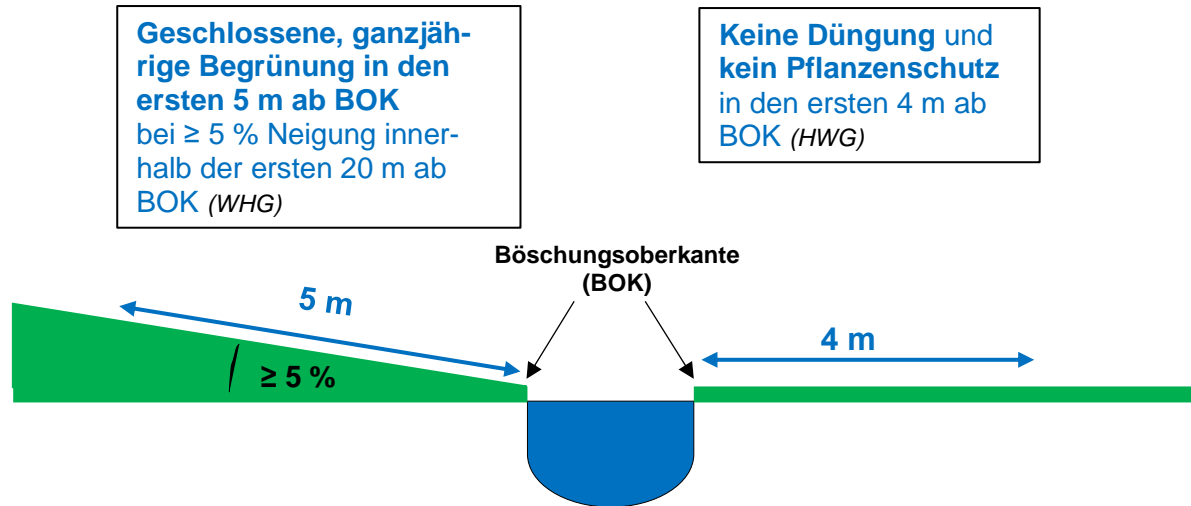 Geschlossene, ganzjäh-
rige Begrünung in den
ersten 5 m ab BOK
bei ≥ 5 % Neigung inner-
halb der ersten 20 m ab
BOK (WHG)
Keine Düngung und
kein Pflanzenschutz
in den ersten 4 m ab
BOK (HWG)
Böschungsoberkante
(BOK)
5 m
4 m
≥ 5 %